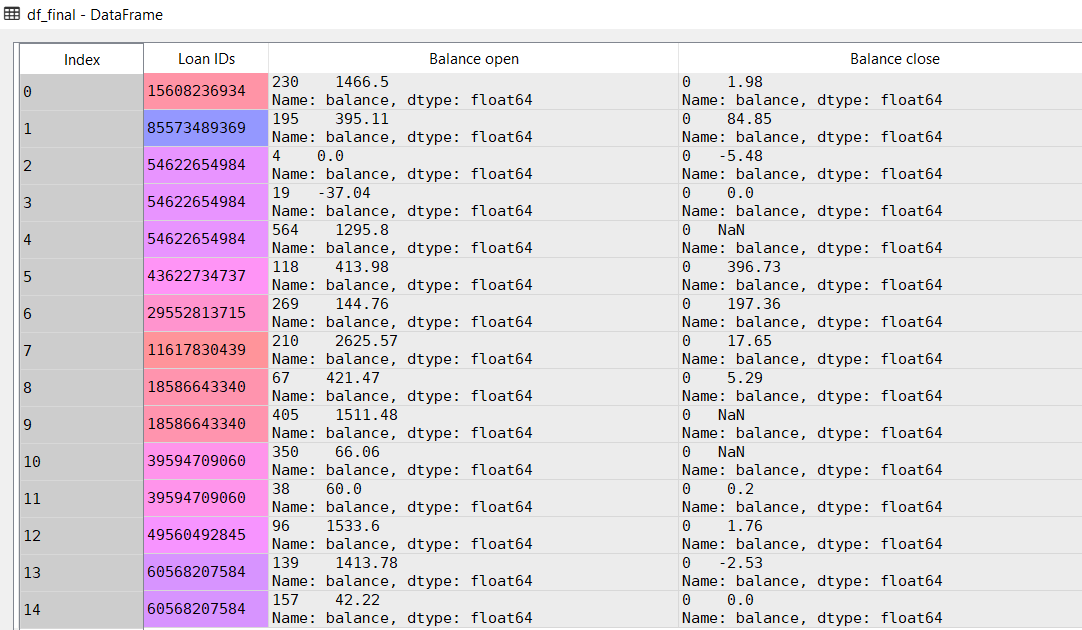 df_final - DataFrame
Index Loan IDs Balance open Balance close
0 15608236934 230 1466.5 0 1.98
Name: balance, dtype: float64 Name: balance, dtype: float64
1 85573489369 195 395.11 0 84.85
Name: balance, dtype: float64 Name: balance, dtype: float64
2 54622654984 4 0.0 0 -5.48
Name: balance, dtype: float64 Name: balance, dtype: float64
3 54622654984 19 -37.04 0 0.0
Name: balance, dtype: float64 Name: balance, dtype: float64
4 54622654984 564 1295.8 0 NaN
Name: balance, dtype: float64 Name: balance, dtype: float64
5 43622734737 118 413.98 0 396.73
Name: balance, dtype: float64 Name: balance, dtype: float64
6 29552813715 269 144.76 0 197.36
Name: balance, dtype: float64 Name: balance, dtype: float64
7 11617830439 210 2625.57 0 17.65
Name: balance, dtype: float64 Name: balance, dtype: float64
8 18586643340 67 421.47 0 5.29
Name: balance, dtype: float64 Name: balance, dtype: float64
9 18586643340 405 1511.48 0 NaN
Name: balance, dtype: float64 Name: balance, dtype: float64
10 39594709060 350 66.06 0 NaN
Name: balance, dtype: float64 Name: balance, dtype: float64
11 39594709060 38 60.0 0 0.2
Name: balance, dtype: float64 Name: balance, dtype: float64
12 49560492845 96 1533.6 0 1.76
Name: balance, dtype: float64 Name: balance, dtype: float64
13 60568207584 139 1413.78 0 -2.53
Name: balance, dtype: float64 Name: balance, dtype: float64
14 60568207584 157 42.22 0 0.0
Name: balance, dtype: float64 Name: balance, dtype: float64